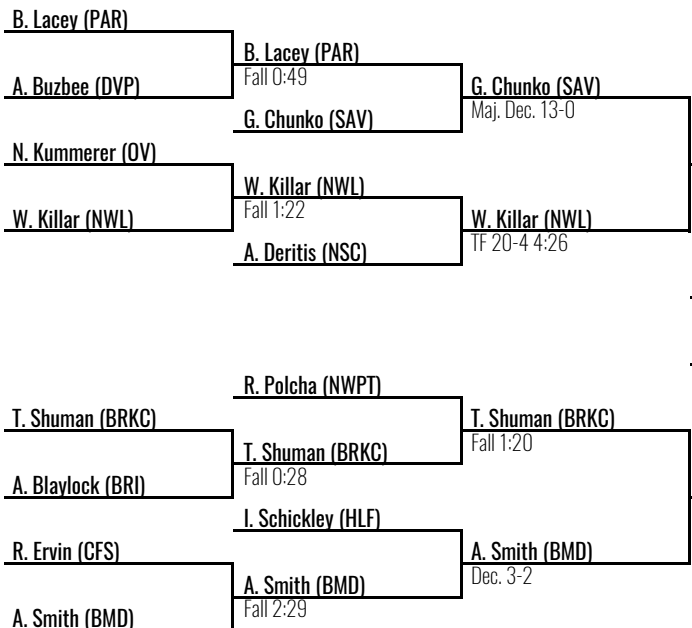 B. Lacey (PAR)
A. Buzbee (DVP)
N. Kummerer (OV)
W. Killar (NWL)
B. Lacey (PAR)
Fall 0:49
G. Chunko (SAV)
W. Killar (NWL)
Fall 1:22
A. Deritis (NSC)
G. Chunko (SAV)
Maj. Dec. 13-0
W. Killar (NWL)
TF 20-4 4:26
T. Shuman (BRKC)
A. Blaylock (BRI)
R. Ervin (CFS)
A. Smith (BMD)
R. Polcha (NWPT)
T. Shuman (BRKC)
Fall 0:28
I. Schickley (HLF)
A. Smith (BMD)
Fall 2:29
T. Shuman (BRKC)
Fall 1:20
A. Smith (BMD)
Dec. 3-2